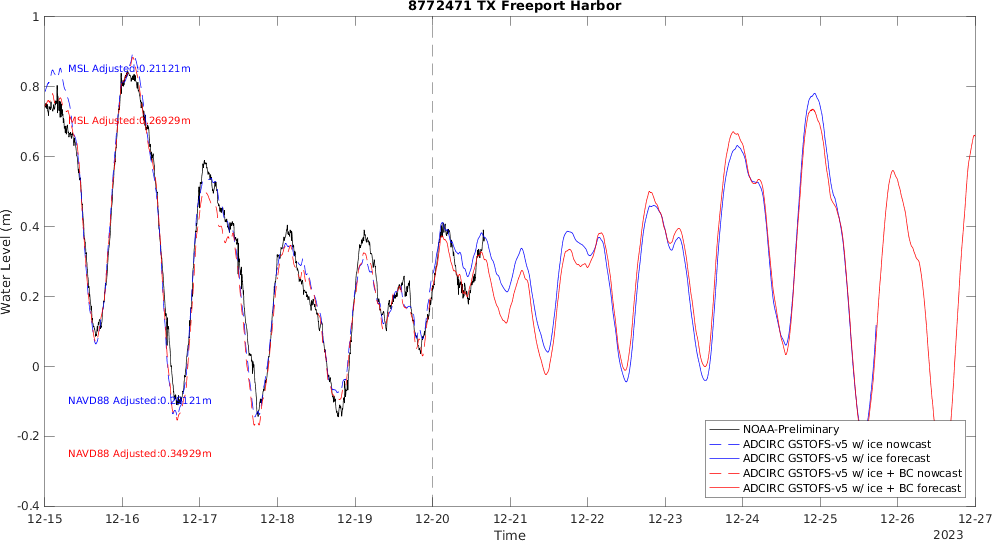 8772471 TX Freeport Harbor
1
0.8
0.6
0.4
0.2
0
-0.2
-0.4
Water Level (m)
MSL Adjusted:0.21121m
MSL Adjusted:0.26929m
NAVD88 Adjusted:0.29121m
NAVD88 Adjusted:0.34929m
NOAA-Preliminary
ADCIRC GSTOFS-v5 w/ ice nowcast
ADCIRC GSTOFS-v5 w/ ice forecast
ADCIRC GSTOFS-v5 w/ ice + BC nowcast
ADCIRC GSTOFS-v5 w/ ice + BC forecast
12-15 12-16 12-17 12-18 12-19 12-20 12-21 12-22 12-23 12-24 12-25 12-26 12-27
Time
2023